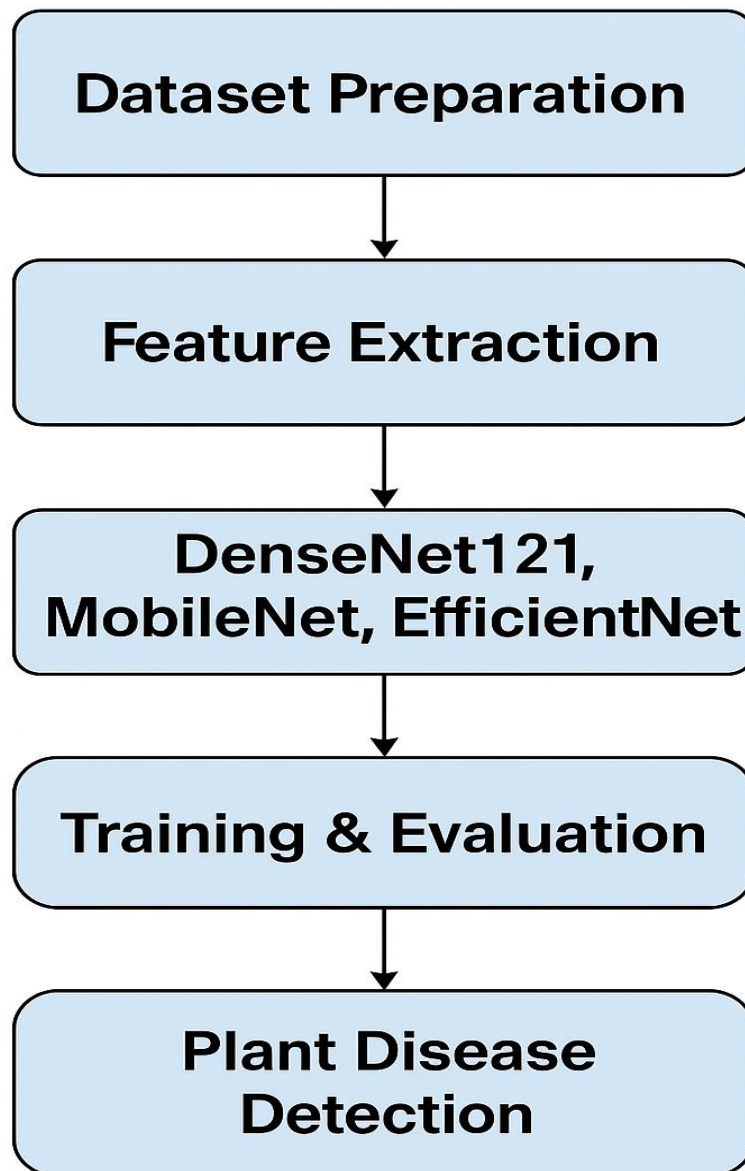 Dataset Preparation
Feature Extraction
DenseNet121,
MobileNet, EfficientNet
Training & Evaluation
Plant Disease
Detection